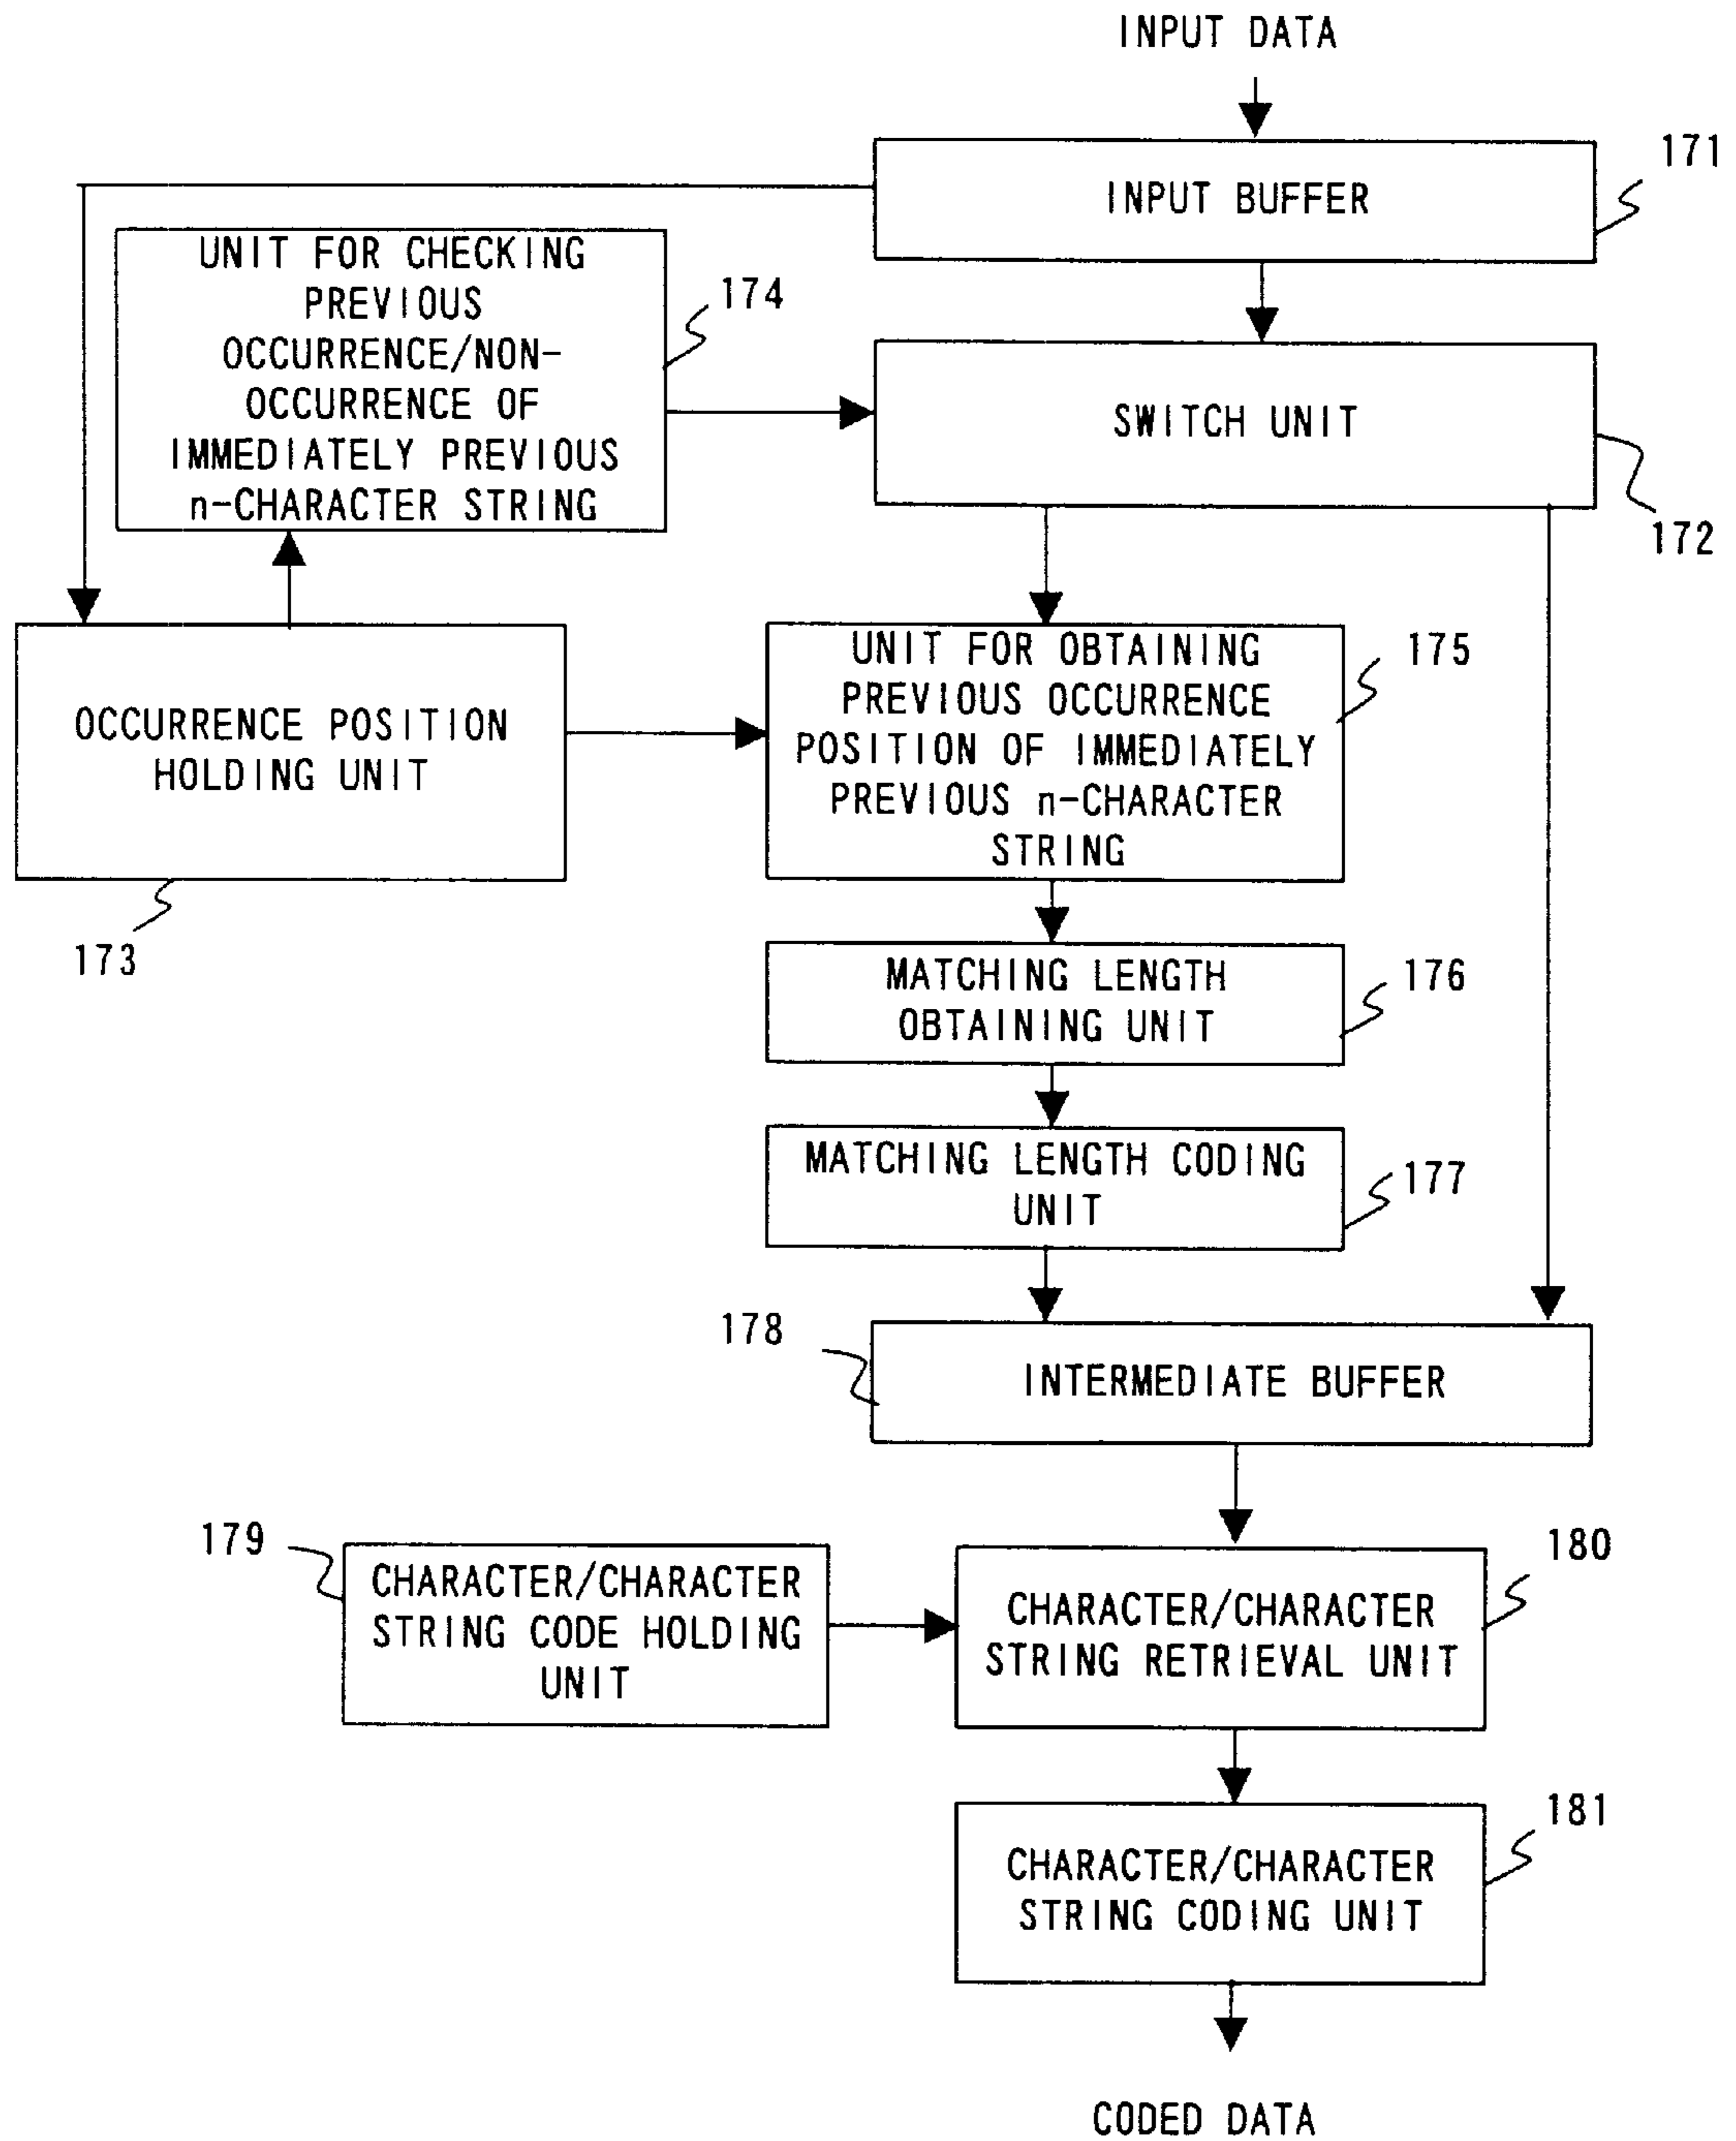 INPUT DATA
171
INPUT BUFFER
UNIT FOR CHECKING
PREVIOUS
OCCURRENCE/NON-
OCCURRENCE OF
IMMEDIATELY PREVIOUS
n-CHARACTER STRING
174
SWITCH UNIT
172
OCCURRENCE POSITION
HOLDING UNIT
173
UNIT FOR OBTAINING
PREVIOUS OCCURRENCE
POSITION OF IMMEDIATELY
PREVIOUS n-CHARACTER
STRING
175
MATCHING LENGTH
OBTAINING UNIT
176
MATCHING LENGTH CODING
UNIT
177
178
INTERMEDIATE BUFFER
179
CHARACTER/CHARACTER
STRING CODE HOLDING
UNIT
180
CHARACTER/CHARACTER
STRING RETRIEVAL UNIT
181
CHARACTER/CHARACTER
STRING CODING UNIT
CODED DATA